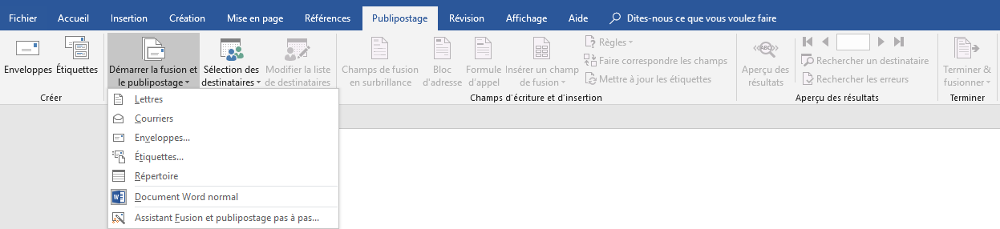 Fichier Accueil Insertion Création Mise en page Références Publipostage Révision Affichage Aide Dites-nous ce que vous voulez faire
Enveloppes Étiquettes
Créer
Démarrer la fusion et
le publipostage
Sélection des
destinataires
Modifier la liste
de destinataires
Champs de fusion
en surbrillance
Bloc
d'adresse
Formule
d'appel
Insérer un champ
de fusion
Règles
Faire correspondre les champs
Mettre à jour les étiquettes
Champs d'écriture et d'insertion
ABC
Aperçu des
résultats
Rechercher un destinataire
Rechercher les erreurs
Aperçu des résultats
Terminer &
fusionner
Terminer
Lettres
Courriers
Enveloppes...
Étiquettes...
Répertoire
W
Document Word normal
Assistant Fusion et publipostage pas à pas...